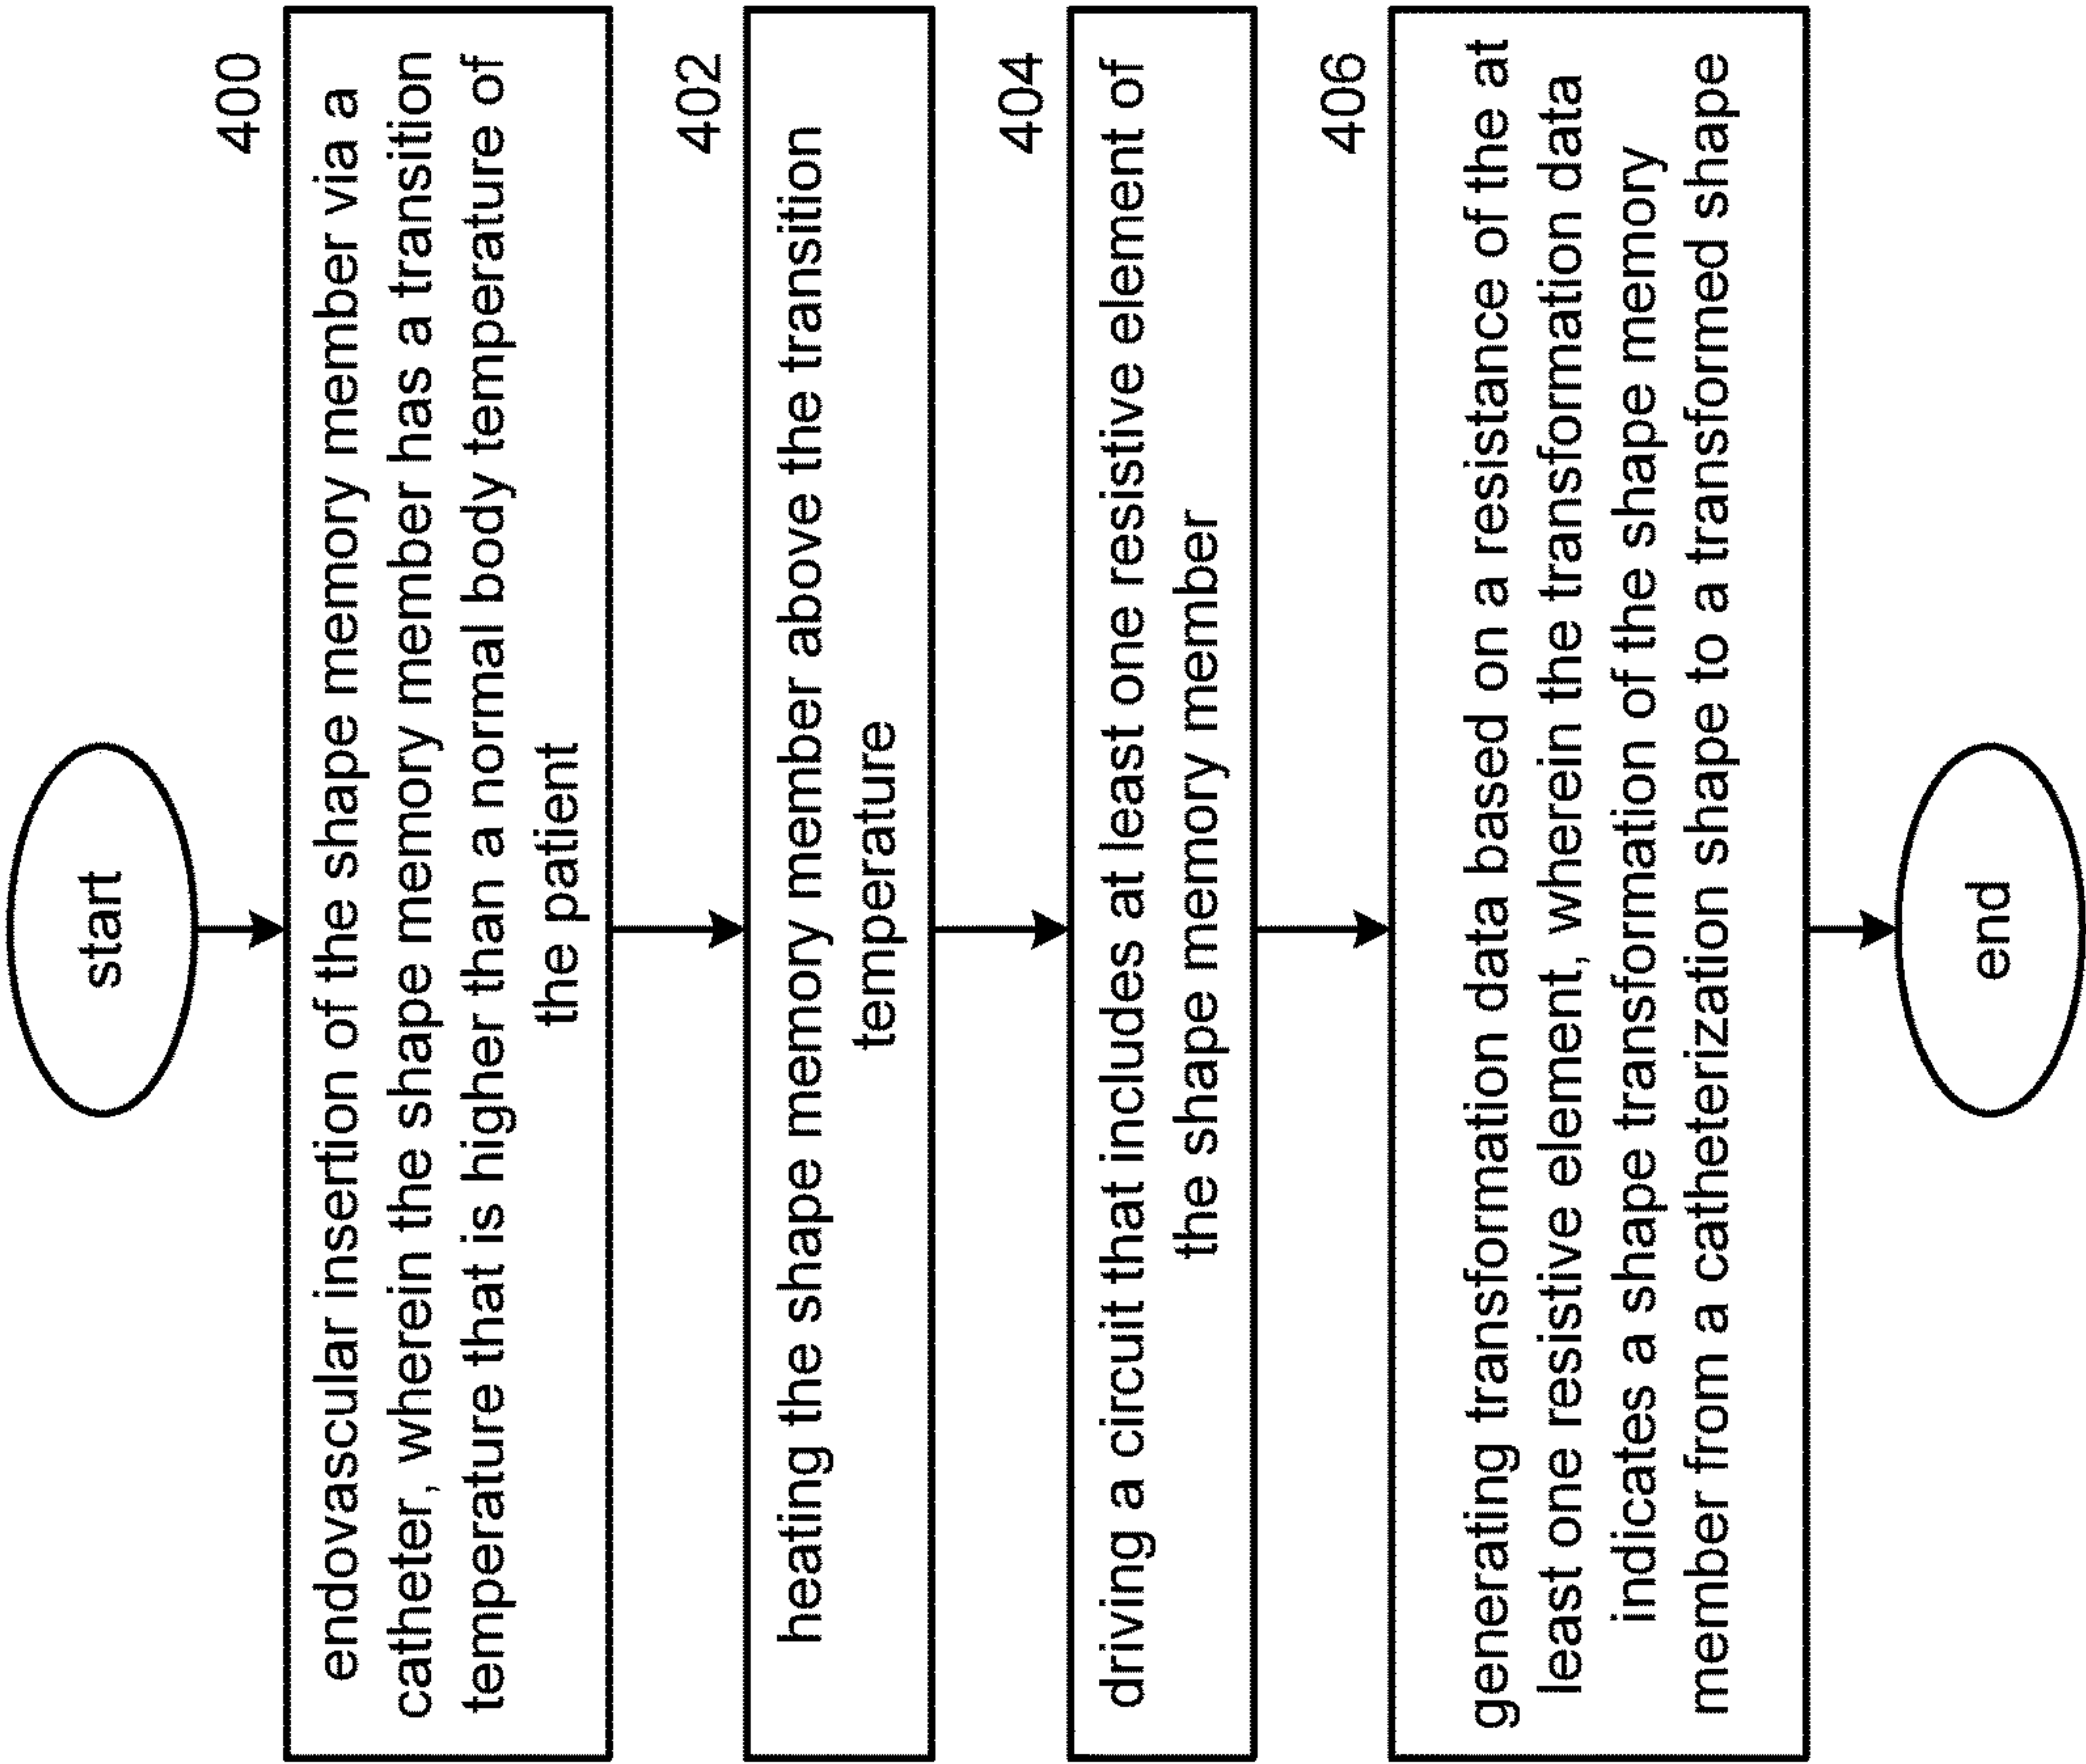 start
400
endovascular insertion of the shape memory member via a
catheter, wherein the shape memory member has a transition
temperature that is higher than a normal body temperature of
the patient
402
heating the shape memory member above the transition
temperature
404
driving a circuit that includes at least one resistive element of
the shape memory member
406
generating transformation data based on a resistance of the at
least one resistive element, wherein the transformation data
indicates a shape transformation of the shape memory
member from a catheterization shape to a transformed shape
end